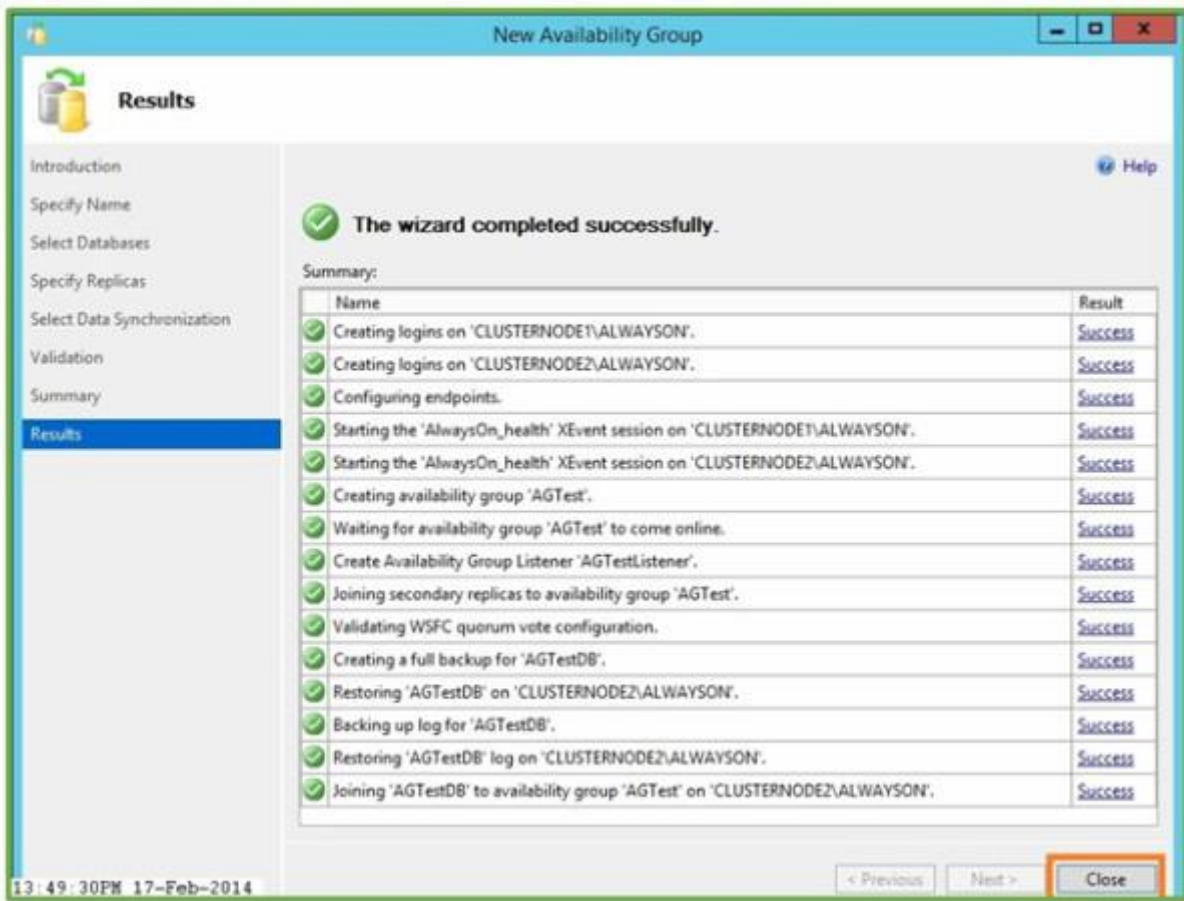 New Availability Group
Results
Introduction
Specify Name
Select Databases
Specify Replicas
Select Data Synchronization
Validation
Summary
Results
Help
The wizard completed successfully.
Summary:
Name Result
Creating logins on 'CLUSTERNODE1\ALWAYSON'. Success
Creating logins on 'CLUSTERNODE2\ALWAYSON'. Success
Configuring endpoints. Success
Starting the 'AlwaysOn_health' XEvent session on 'CLUSTERNODE1\ALWAYSON'. Success
Starting the 'AlwaysOn_health' XEvent session on 'CLUSTERNODE2\ALWAYSON'. Success
Creating availability group 'AGTest'. Success
Waiting for availability group 'AGTest' to come online. Success
Create Availability Group Listener 'AGTestListener'. Success
Joining secondary replicas to availability group 'AGTest'. Success
Validating WSFC quorum vote configuration. Success
Creating a full backup for 'AGTestDB'. Success
Restoring 'AGTestDB' on 'CLUSTERNODE2\ALWAYSON'. Success
Backing up log for 'AGTestDB'. Success
Restoring 'AGTestDB' log on 'CLUSTERNODE2\ALWAYSON'. Success
Joining 'AGTestDB' to availability group 'AGTest' on 'CLUSTERNODE2\ALWAYSON'. Success
< Previous Next > Close
13:49:30PM 17-Feb-2014